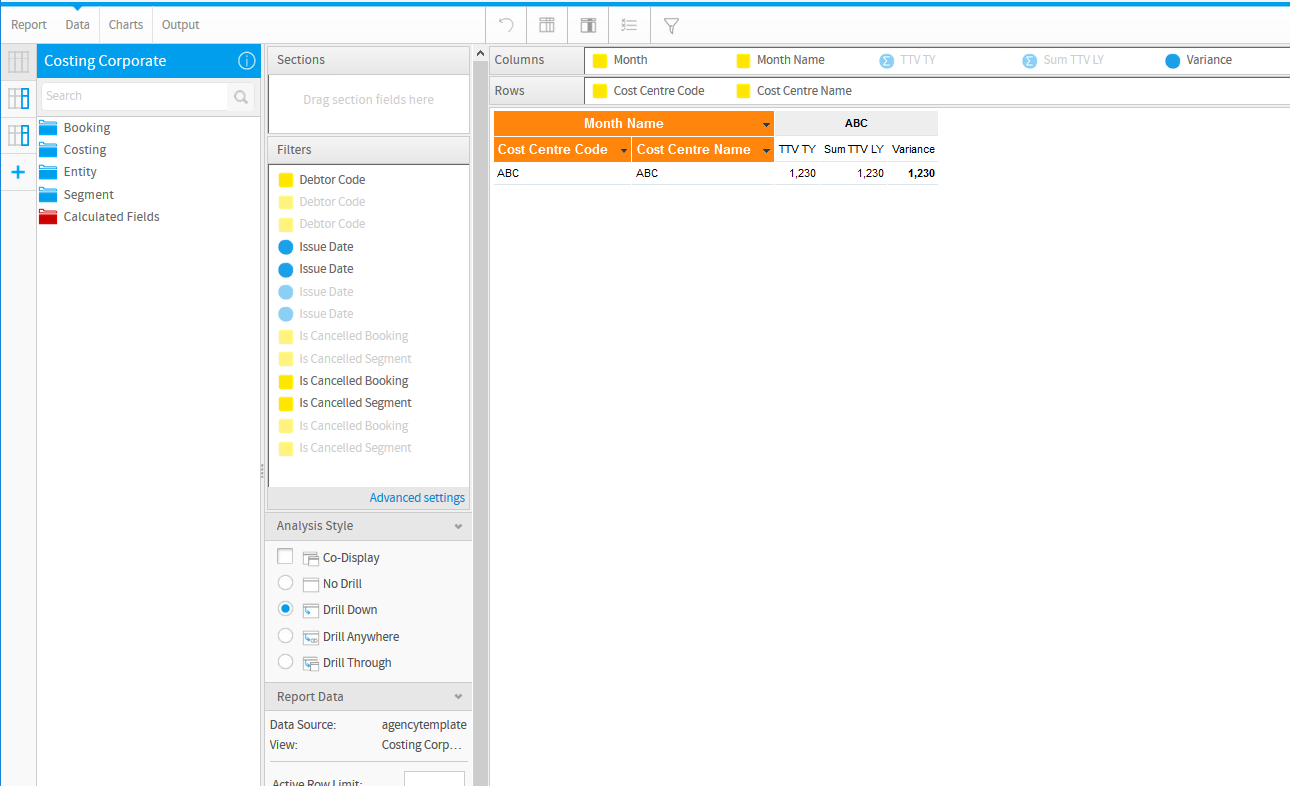 Report Data Charts Output
Costing Corporate
Search
Booking
Costing
Entity
Segment
Calculated Fields
Sections
Drag section fields here
Filters
Debtor Code
Debtor Code
Debtor Code
Issue Date
Issue Date
Issue Date
Issue Date
Is Cancelled Booking
Is Cancelled Segment
Is Cancelled Booking
Is Cancelled Segment
Is Cancelled Booking
Is Cancelled Segment
Advanced settings
Analysis Style
Co-Display
No Drill
Drill Down
Drill Anywhere
Drill Through
Report Data
Data Source: agencytemplate
View: Costing Corp...
Active Row Limit:
Columns Month Month Name Σ TTV TY Σ Sum TTV LY Variance
Rows Cost Centre Code Cost Centre Name
Month Name ABC
Cost Centre Code Cost Centre Name TTV TY Sum TTV LY Variance
ABC ABC 1,230 1,230 1,230